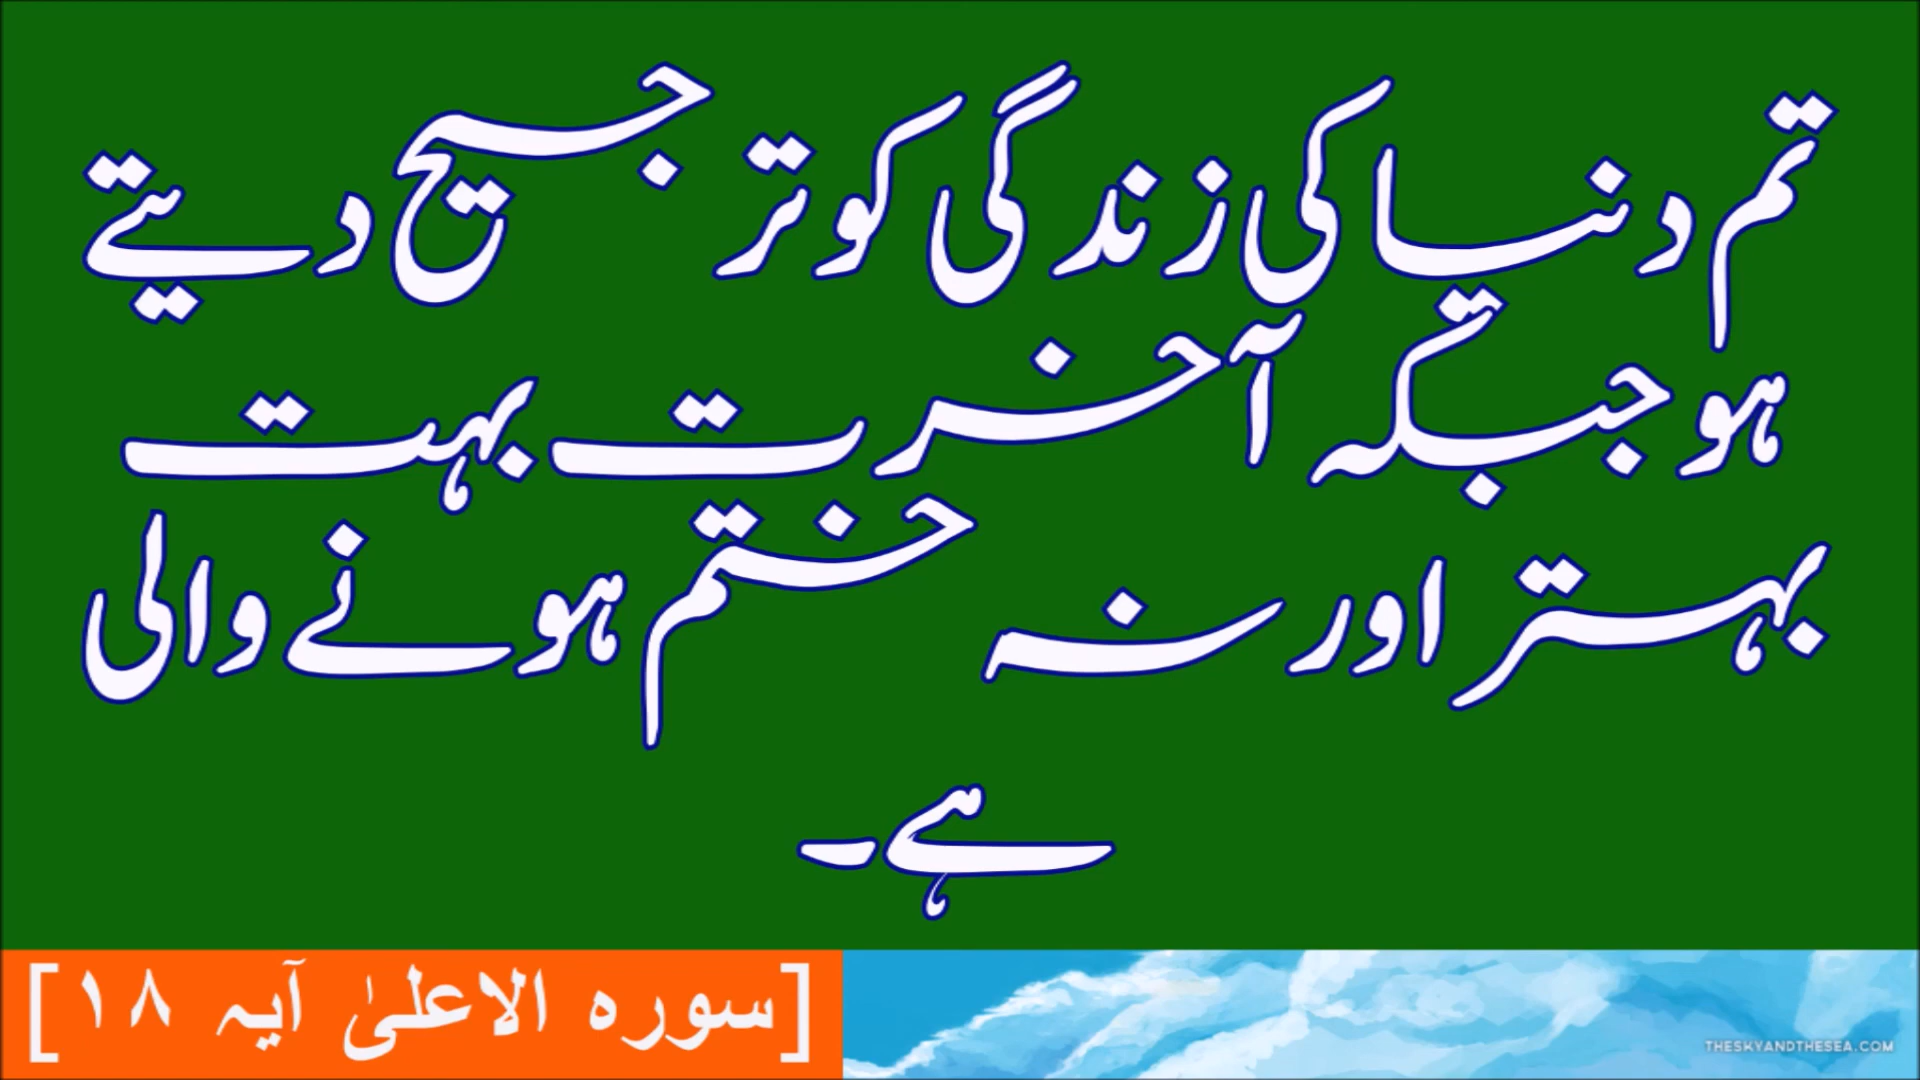 تم دنیا کی زندگی کو ترجیح دیتے
ہو جبکہ آخرت بہت
بہتر اور نہ ختم ہونے والی
ہے۔
[سورہ الاعلیٰ آیہ ۱۸]
THESKYANDTHESEA.COM